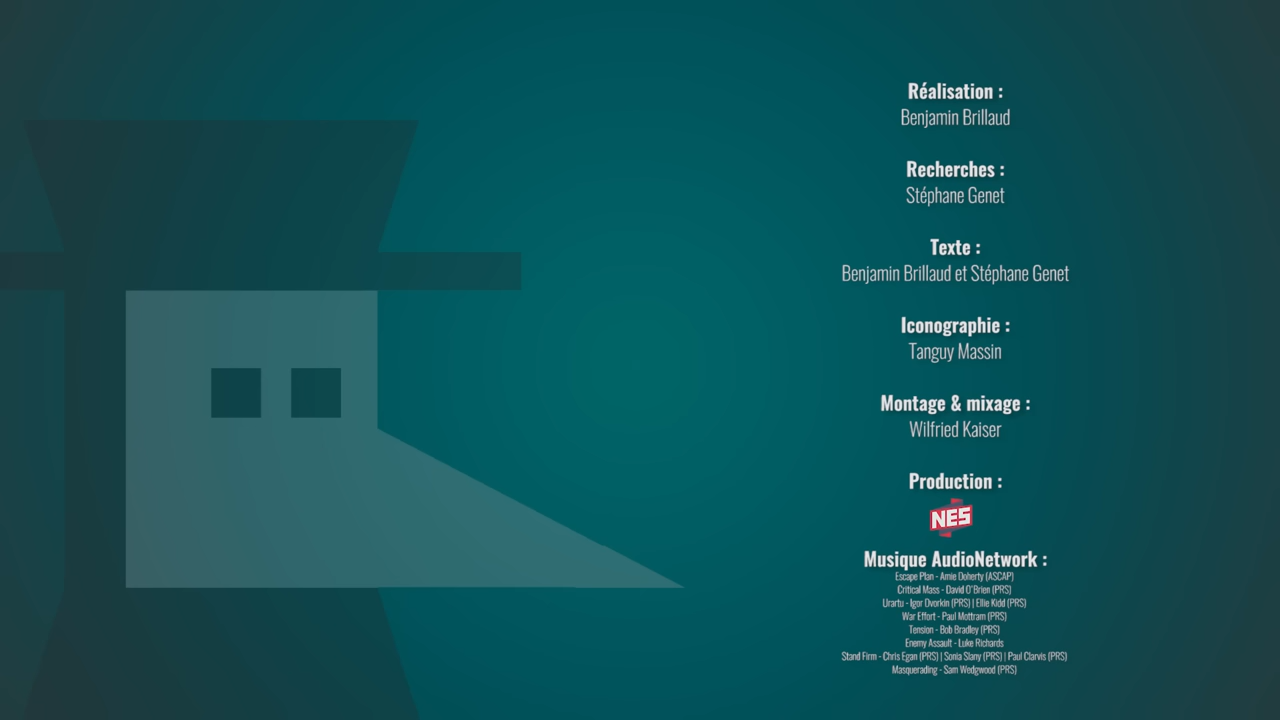 Réalisation :
Benjamin Brillaud
Recherches :
Stéphane Genet
Texte :
Benjamin Brillaud et Stéphane Genet
Iconographie :
Tanguy Massin
Montage & mixage :
Wilfried Kaiser
Production :
NES
Musique AudioNetwork :
Escape Plan - Amie Doherty (ASCAP)
Critical Mass - David O'Brien (PRS)
Urartu - Igor Dvorkin (PRS) | Ellie Kidd (PRS)
War Effort - Paul Mottram (PRS)
Tension - Bob Bradley (PRS)
Enemy Assault - Luke Richards
Stand Firm - Chris Egan (PRS) | Sonia Slany (PRS) | Paul Clarvis (PRS)
Masquerading - Sam Wedgwood (PRS)